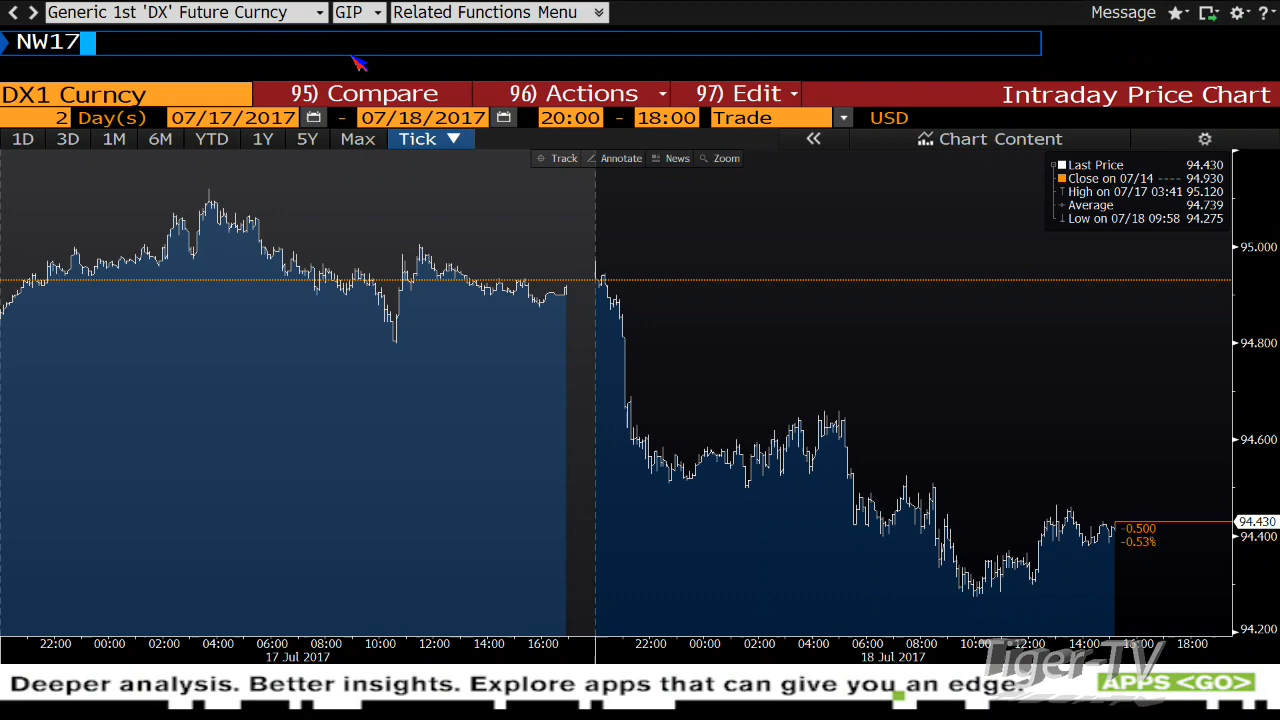 Generic 1st 'DX' Future Curncy GIP Related Functions Menu Message ?
NW17
DX1 Curncy 95) Compare 96) Actions 97) Edit Intraday Price Chart
2 Day(s) 07/17/2017 - 07/18/2017 20:00 - 18:00 Trade USD
1D 3D 1M 6M YTD 1Y 5Y Max Tick ▼ « Chart Content
Track Annotate News Zoom
Last Price 94.430
Close on 07/14 ---- 94.930
High on 07/17 03:41 95.120
Average 94.739
Low on 07/18 09:58 94.275
95.000
94.800
94.600
94.430
-0.500
94.400
-0.53%
94.200
22:00 00:00 02:00 04:00 06:00 08:00 10:00 12:00 14:00 16:00 22:00 00:00 02:00 04:00 06:00 08:00 10:00 12:00 14:00 16:00 18:00
17 Jul 2017 18 Jul 2017
Tiger-TV
Deeper analysis. Better insights. Explore apps that can give you an edge. APPS <GO>